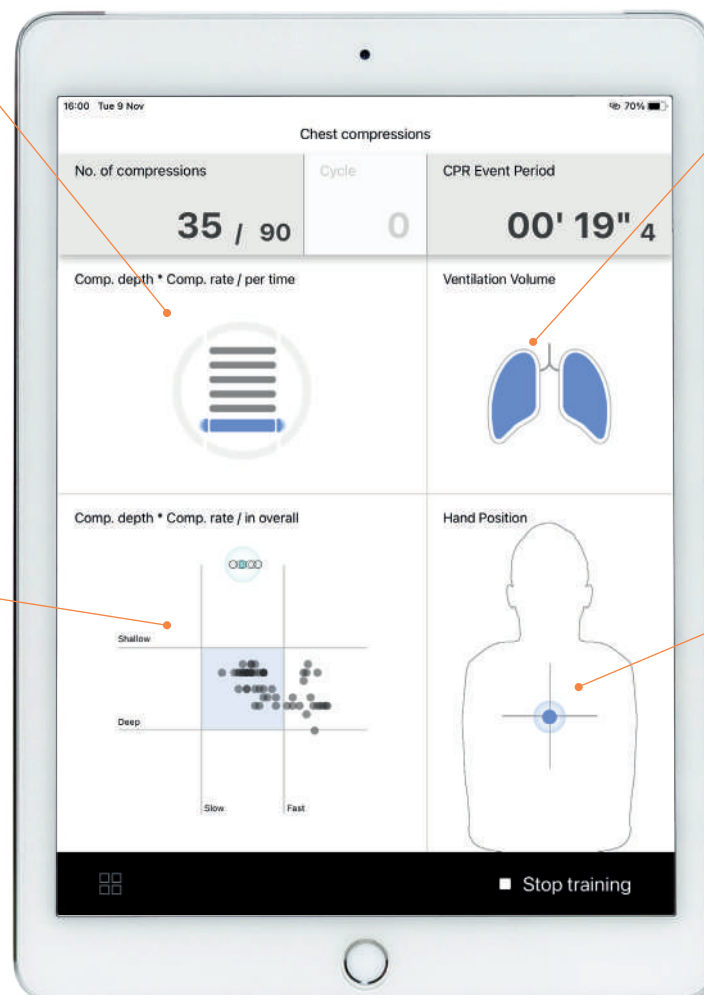 16:00 Tue 9 Nov 70%
Chest compressions
No. of compressions
Cycle
CPR Event Period
35 / 90
0
00' 19" 4
Comp. depth * Comp. rate / per time
Ventilation Volume
Comp. depth * Comp. rate / in overall
Hand Position
Shallow
Deep
Slow
Fast
Stop training